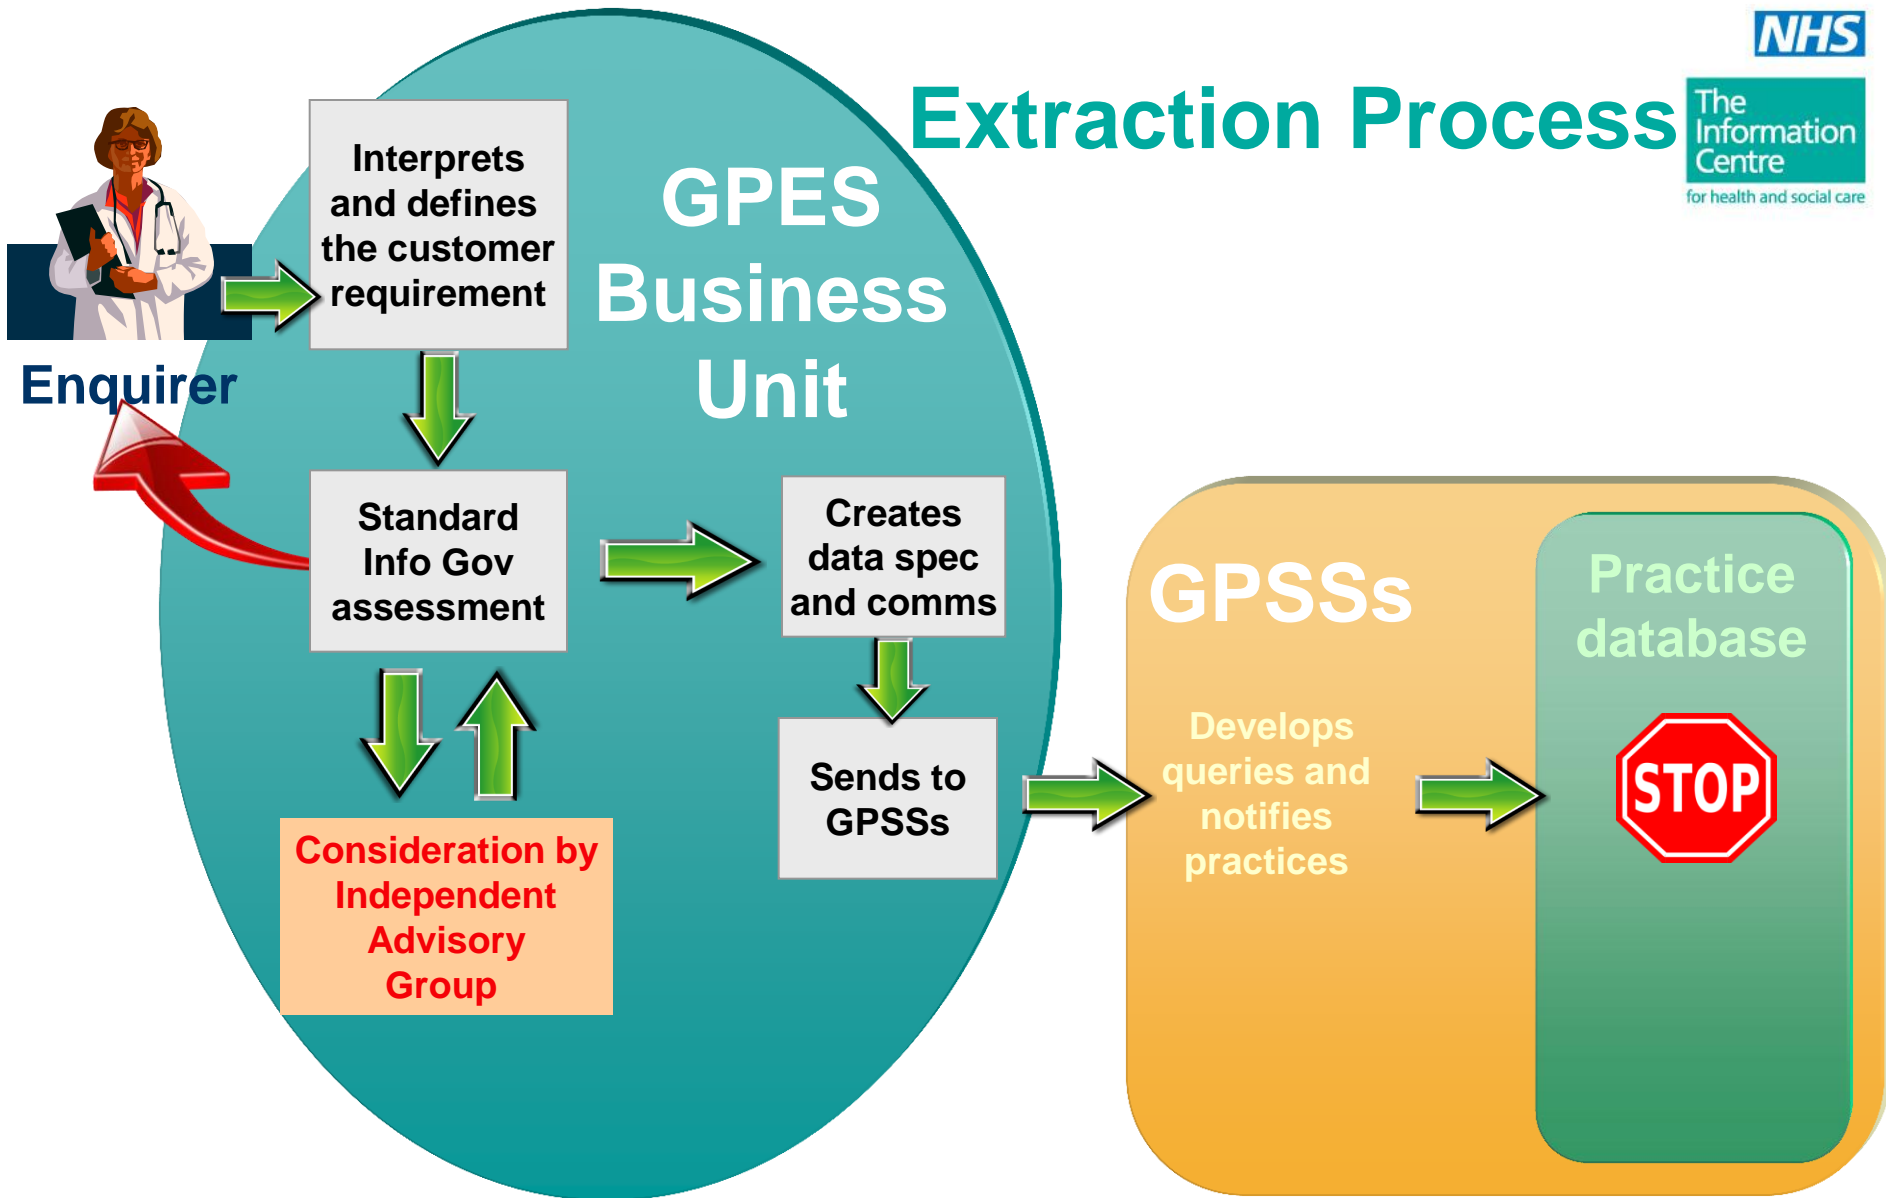 NHS
Extraction Process
The
Information
Centre
for health and social care
Interprets
and defines
the customer
requirement
GPES
Business
Unit
Enquirer
Standard
Info Gov
assessment
Creates
data spec
and comms
GPSSs
Practice
database
Develops
queries and
notifies
practices
STOP
Sends to
GPSSs
Consideration by
Independent
Advisory
Group